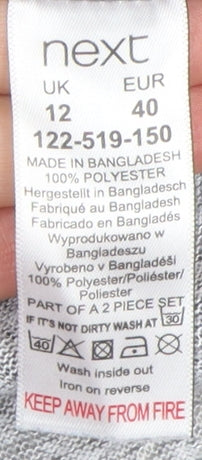 next
UK EUR
12 40
122-519-150
MADE IN BANGLADESH
100% POLYESTER
Hergestellt in Bangladesch
Fabriqué au Bangladesh
Fabricado en Bangladés
Wyprodukowano w
Bangladeszu
Vyrobeno v Bangladéši
100% Polyester/Poliéster/
Poliester
PART OF A 2 PIECE SET
IF IT'S NOT DIRTY WASH AT 30
40
Wash inside out
Iron on reverse
KEEP AWAY FROM FIRE